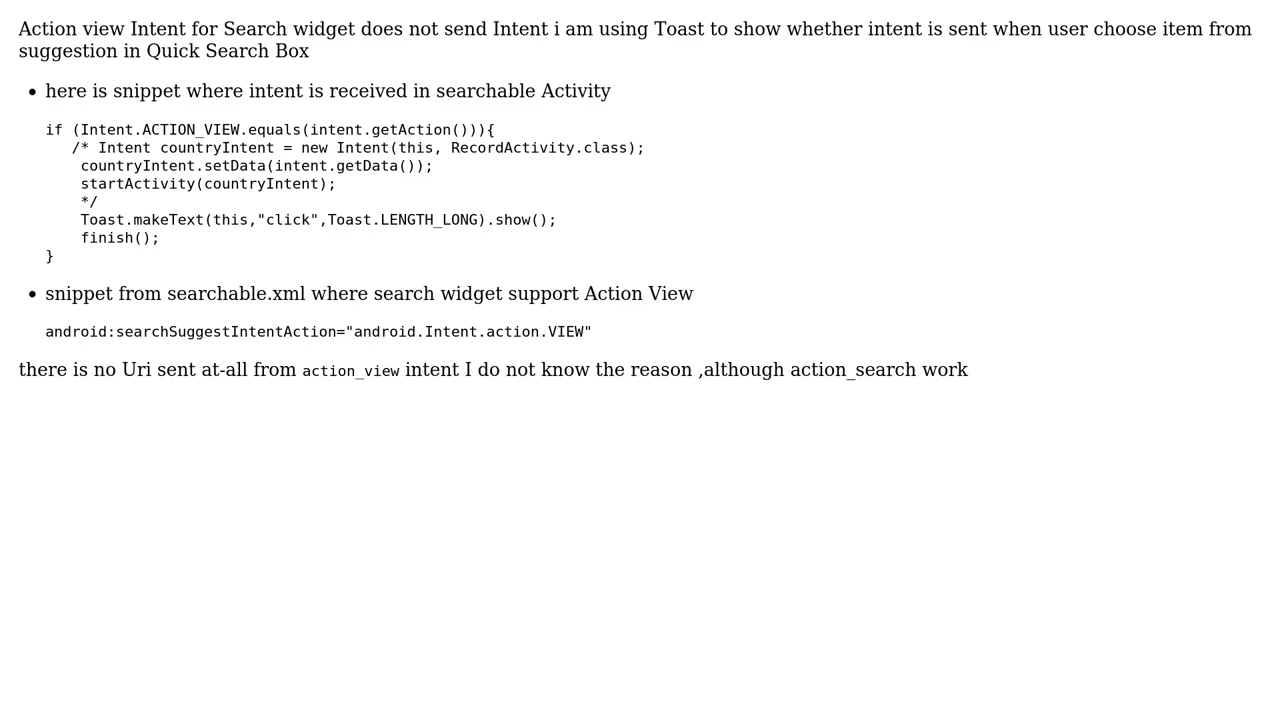 Action view Intent for Search widget does not send Intent i am using Toast to show whether intent is sent when user choose item from
suggestion in Quick Search Box
• here is snippet where intent is received in searchable Activity
if (Intent.ACTION_VIEW.equals(intent.getAction())){
   /* Intent countryIntent = new Intent(this, RecordActivity.class);
    countryIntent.setData(intent.getData());
    startActivity(countryIntent);
    */
    Toast.makeText(this,"click",Toast.LENGTH_LONG).show();
    finish();
}
• snippet from searchable.xml where search widget support Action View
android:searchSuggestIntentAction="android.Intent.action.VIEW"
there is no Uri sent at-all from action_view intent I do not know the reason ,although action_search work